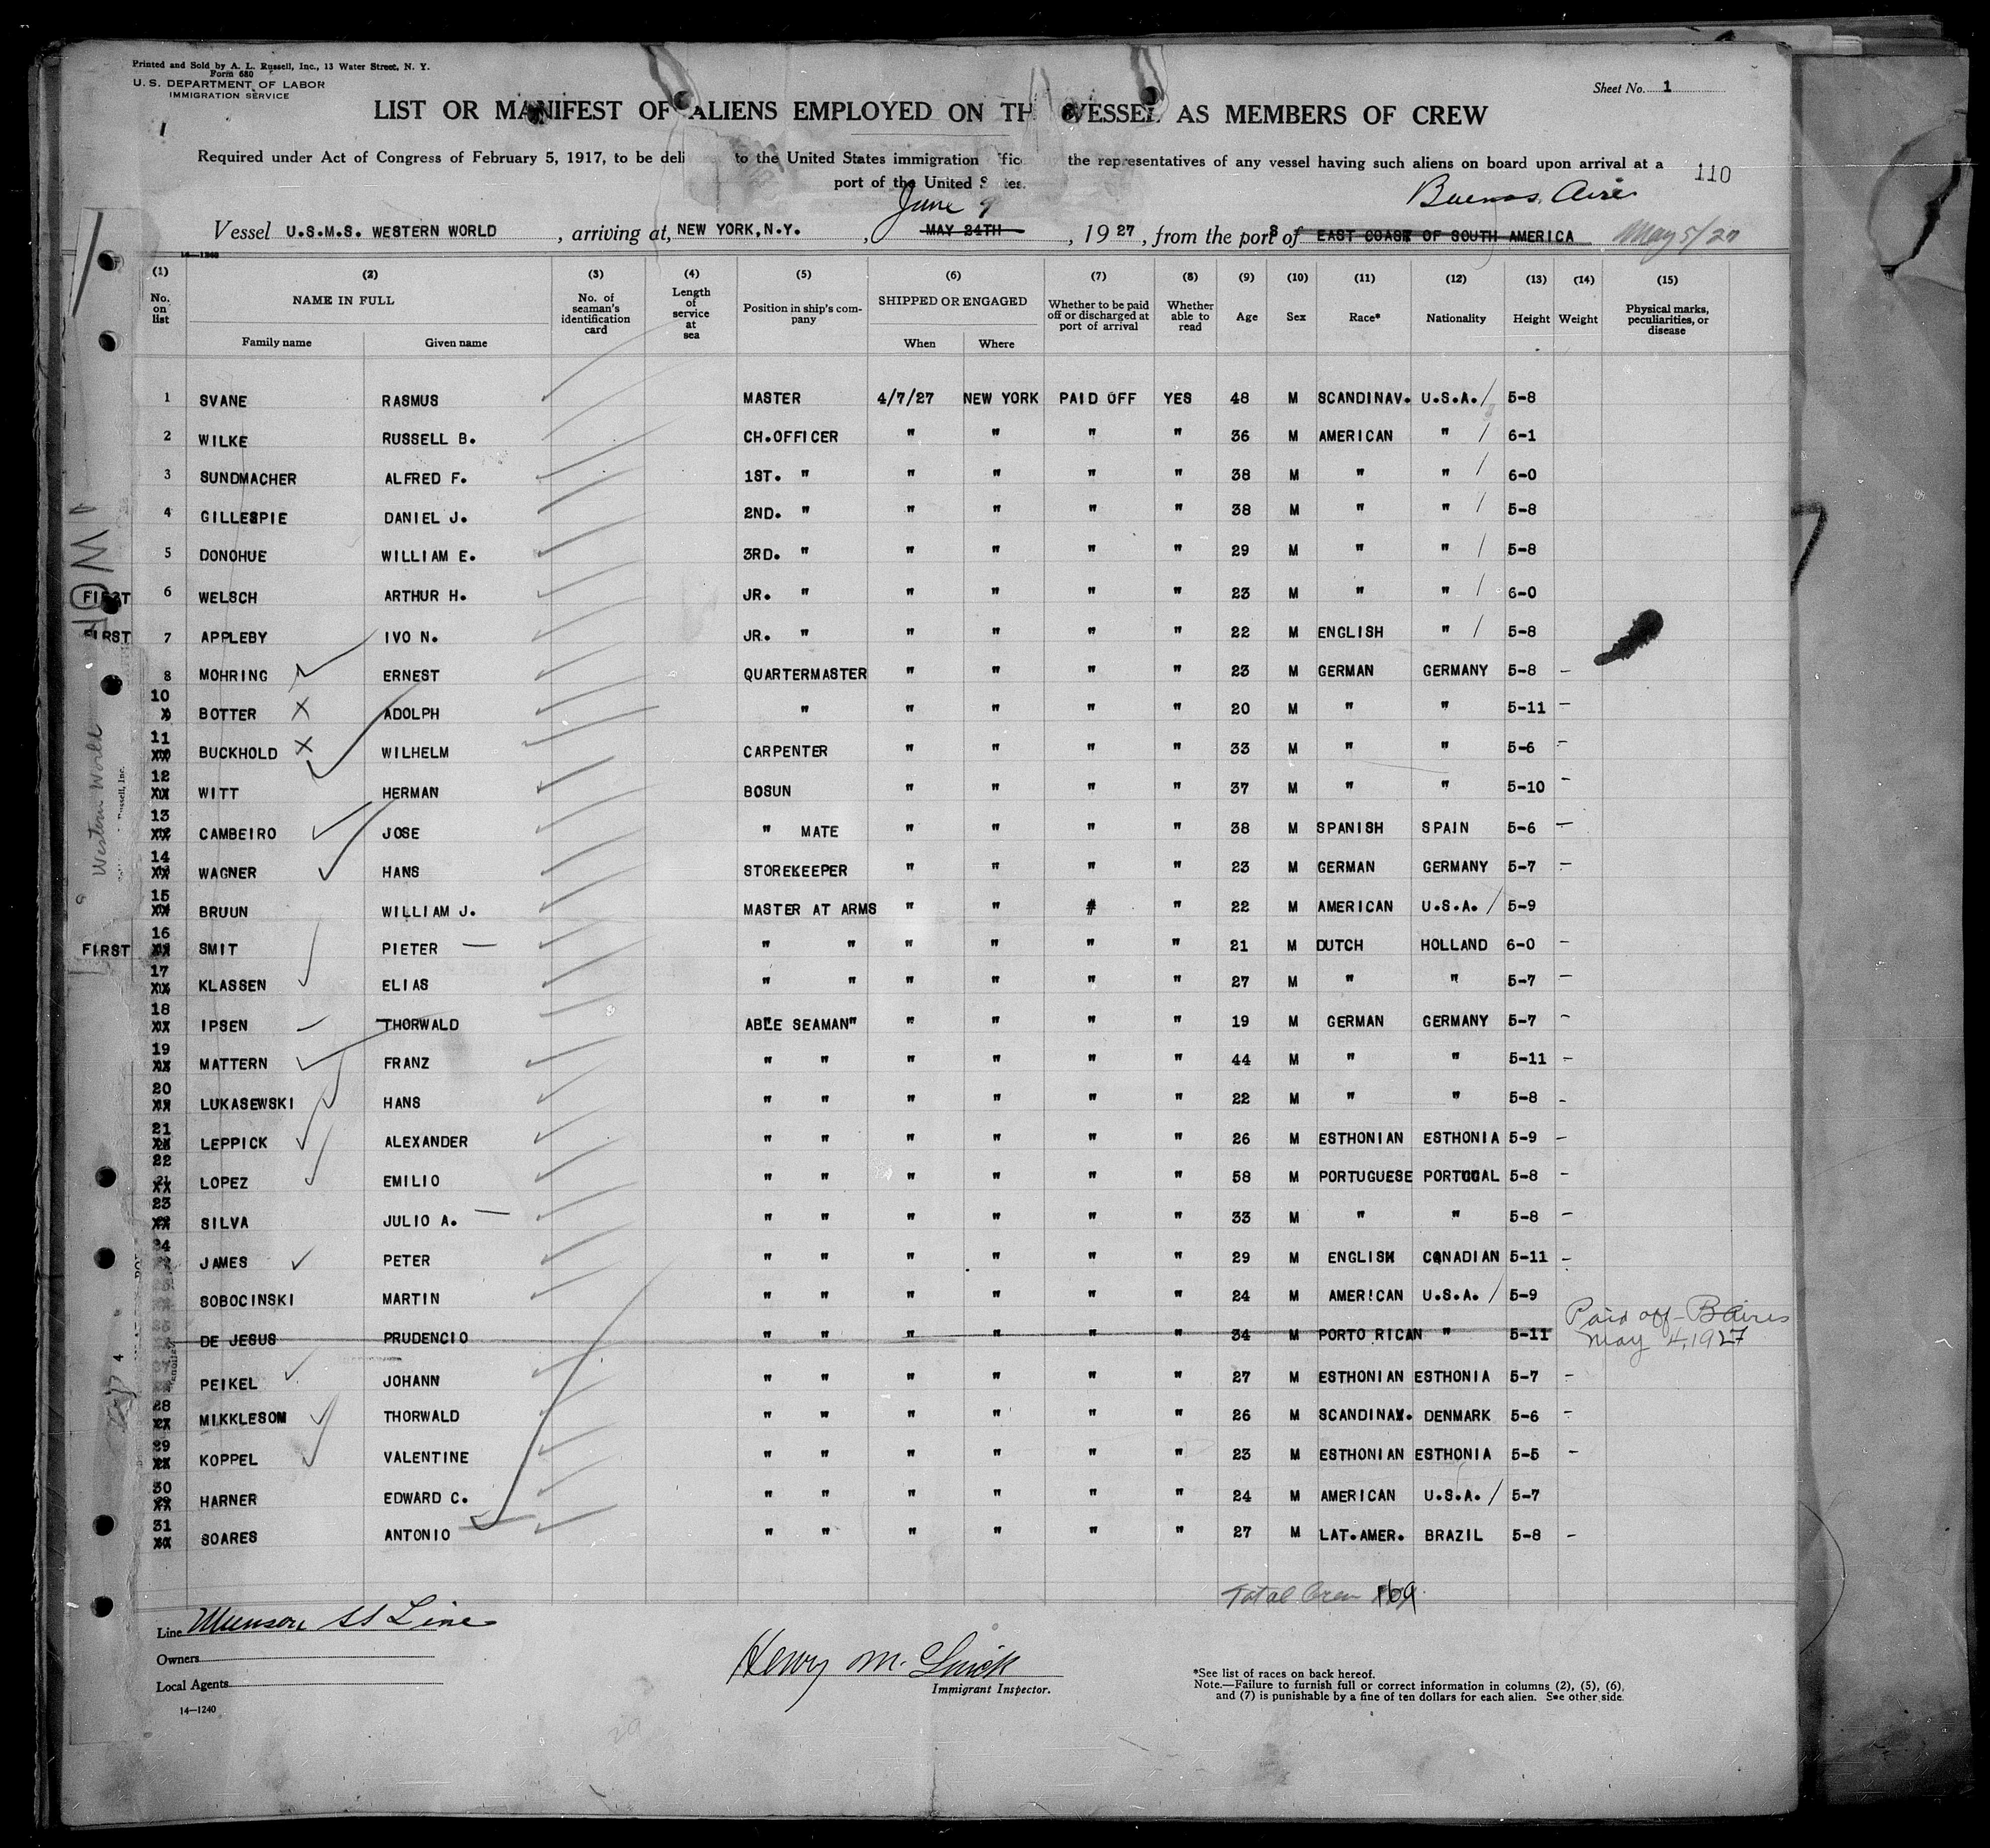 Printed and Sold by A. L. Russell, Inc., 13 Water Street, N. Y.
Form 680
U. S. DEPARTMENT OF LABOR
IMMIGRATION SERVICE
Sheet No. 1
LIST OR MANIFEST OF ALIENS EMPLOYED ON TH VESSEL AS MEMBERS OF CREW
Required under Act of Congress of February 5, 1917, to be deli to the United States immigration the representatives of any vessel having such aliens on board upon arrival at a
port of the United States.
110
June 9
Buenos Aires
Vessel U.S.M.S. WESTERN WORLD, arriving at, NEW YORK, N.Y., MAY 24TH, 1927, from the ports of EAST COAST OF SOUTH AMERICA May 5/27
(1) (2) (3) (4) (5) (6) (7) (8) (9) (10) (11) (12) (13) (14) (15)
No. on list NAME IN FULL Family name Given name No. of seaman's identification card Length of service at sea Position in ship's company SHIPPED OR ENGAGED When Where Whether to be paid off or discharged at port of arrival Whether able to read Age Sex Race* Nationality Height Weight Physical marks, peculiarities, or disease
1 SVANE RASMUS MASTER 4/7/27 NEW YORK PAID OFF YES 48 M SCANDINAV. U.S.A. / 5-8
2 WILKE RUSSELL B. CH.OFFICER " " " " 36 M AMERICAN " / 6-1
3 SUNDMACHER ALFRED F. 1ST. " " " " " 38 M " " / 6-0
4 GILLESPIE DANIEL J. 2ND. " " " " " 38 M " " / 5-8
5 DONOHUE WILLIAM E. 3RD. " " " " " 29 M " " / 5-8
FIRST 6 WELSCH ARTHUR H. JR. " " " " " 23 M " " / 6-0
FIRST 7 APPLEBY IVO N. JR. " " " " " 22 M ENGLISH " / 5-8
8 MOHRING ERNEST QUARTERMASTER " " " " 23 M GERMAN GERMANY 5-8 -
10 BOTTER X ADOLPH " " " " " 20 M " " 5-11 -
11 BUCKHOLD X WILHELM CARPENTER " " " " 33 M " " 5-6 -
12 WITT HERMAN BOSUN " " " " 37 M " " 5-10 -
13 CAMBEIRO JOSE " MATE " " " " 38 M SPANISH SPAIN 5-6 -
14 WAGNER HANS STOREKEEPER " " " " 23 M GERMAN GERMANY 5-7 -
15 BRUUN WILLIAM J. MASTER AT ARMS " " # " 22 M AMERICAN U.S.A. / 5-9
FIRST 16 SMIT PIETER " " " " " " 21 M DUTCH HOLLAND 6-0 -
17 KLASSEN ELIAS " " " " " " 27 M " " 5-7 -
18 IPSEN THORWALD ABLE SEAMAN" " " " " 19 M GERMAN GERMANY 5-7 -
19 MATTERN FRANZ " " " " " " 44 M " " 5-11 -
20 LUKASEWSKI HANS " " " " " " 22 M " " 5-8 -
21 LEPPICK ALEXANDER " " " " " " 26 M ESTHONIAN ESTHONIA 5-9 -
22 LOPEZ EMILIO " " " " " " 58 M PORTUGUESE PORTUGAL 5-8 -
23 SILVA JULIO A. " " " " " " 33 M " " 5-8 -
24 JAMES PETER " " " " " " 29 M ENGLISH CANADIAN 5-11 -
SOBOCINSKI MARTIN " " " " " " 24 M AMERICAN U.S.A. / 5-9
DE JESUS PRUDENCIO " " " " " " 34 M PORTO RICAN " 5-11 Paid off - B Aires May 4, 1927
PEIKEL JOHANN " " " " " " 27 M ESTHONIAN ESTHONIA 5-7 -
28 MIKKLESOM THORWALD " " " " " " 26 M SCANDINAV. DENMARK 5-6 -
29 KOPPEL VALENTINE " " " " " " 23 M ESTHONIAN ESTHONIA 5-5 -
30 HARNER EDWARD C. " " " " " " 24 M AMERICAN U.S.A. / 5-7
31 SOARES ANTONIO " " " " " " 27 M LAT.AMER. BRAZIL 5-8 -
Total Crew 169
Line Munson SS Line
Owners
Local Agents
14-1240
Henry M.
Immigrant Inspector.
*See list of races on back hereof.
Note.—Failure to furnish full or correct information in columns (2), (5), (6), and (7) is punishable by a fine of ten dollars for each alien. See other side.
Western World